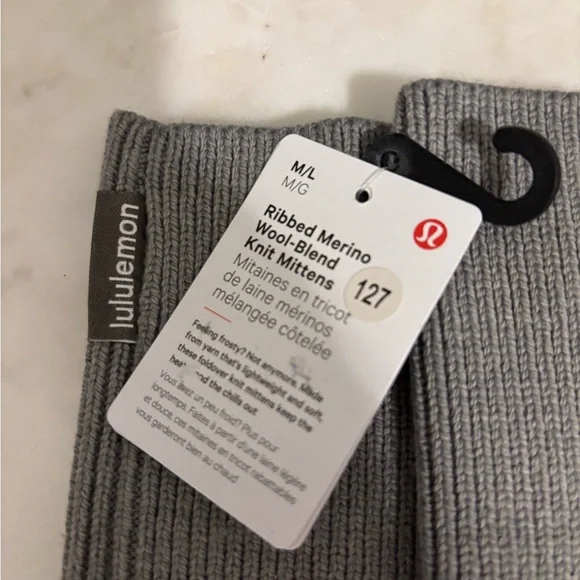 lululemon
M/L
M/G
Ribbed Merino
Wool-Blend
Knit Mittens
127
Mitaines en tricot
de laine mérinos
mélangée côtelée
Feeling frosty? Not anymore. Made
from yarn that's lightweight and soft,
these foldover knit mittens keep the
and the chills out.
Vous avez un peu froid? Plus pour
longtemps. Faites à partir d'une laine légère
et douce, ces mitaines en tricot rabattables
vous garderont bien au chaud